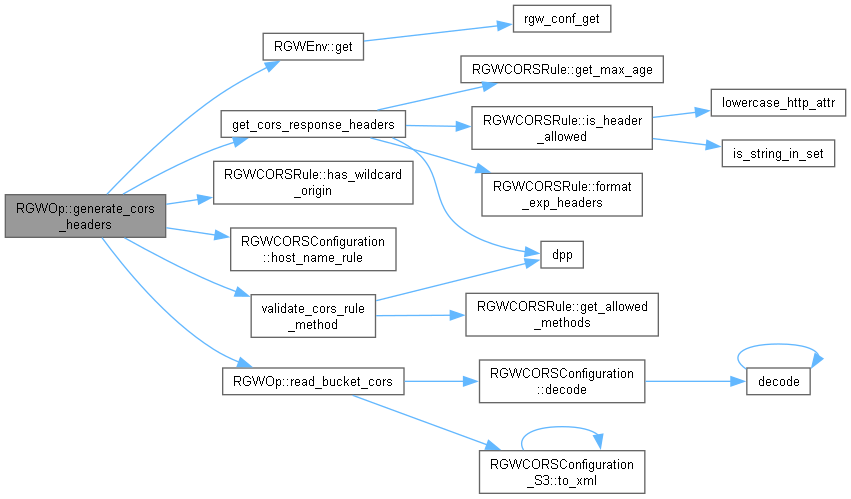 rgw_conf_get
RGWEnv::get
RGWCORSRule::get_max_age
lowercase_http_attr
get_cors_response_headers
RGWCORSRule::is_header
_allowed
is_string_in_set
RGWCORSRule::has_wildcard
_origin
RGWCORSRule::format
_exp_headers
RGWOp::generate_cors
_headers
RGWCORSConfiguration
::host_name_rule
dpp
validate_cors_rule
_method
RGWCORSRule::get_allowed
_methods
RGWOp::read_bucket_cors
RGWCORSConfiguration
::decode
decode
RGWCORSConfiguration
_S3::to_xml